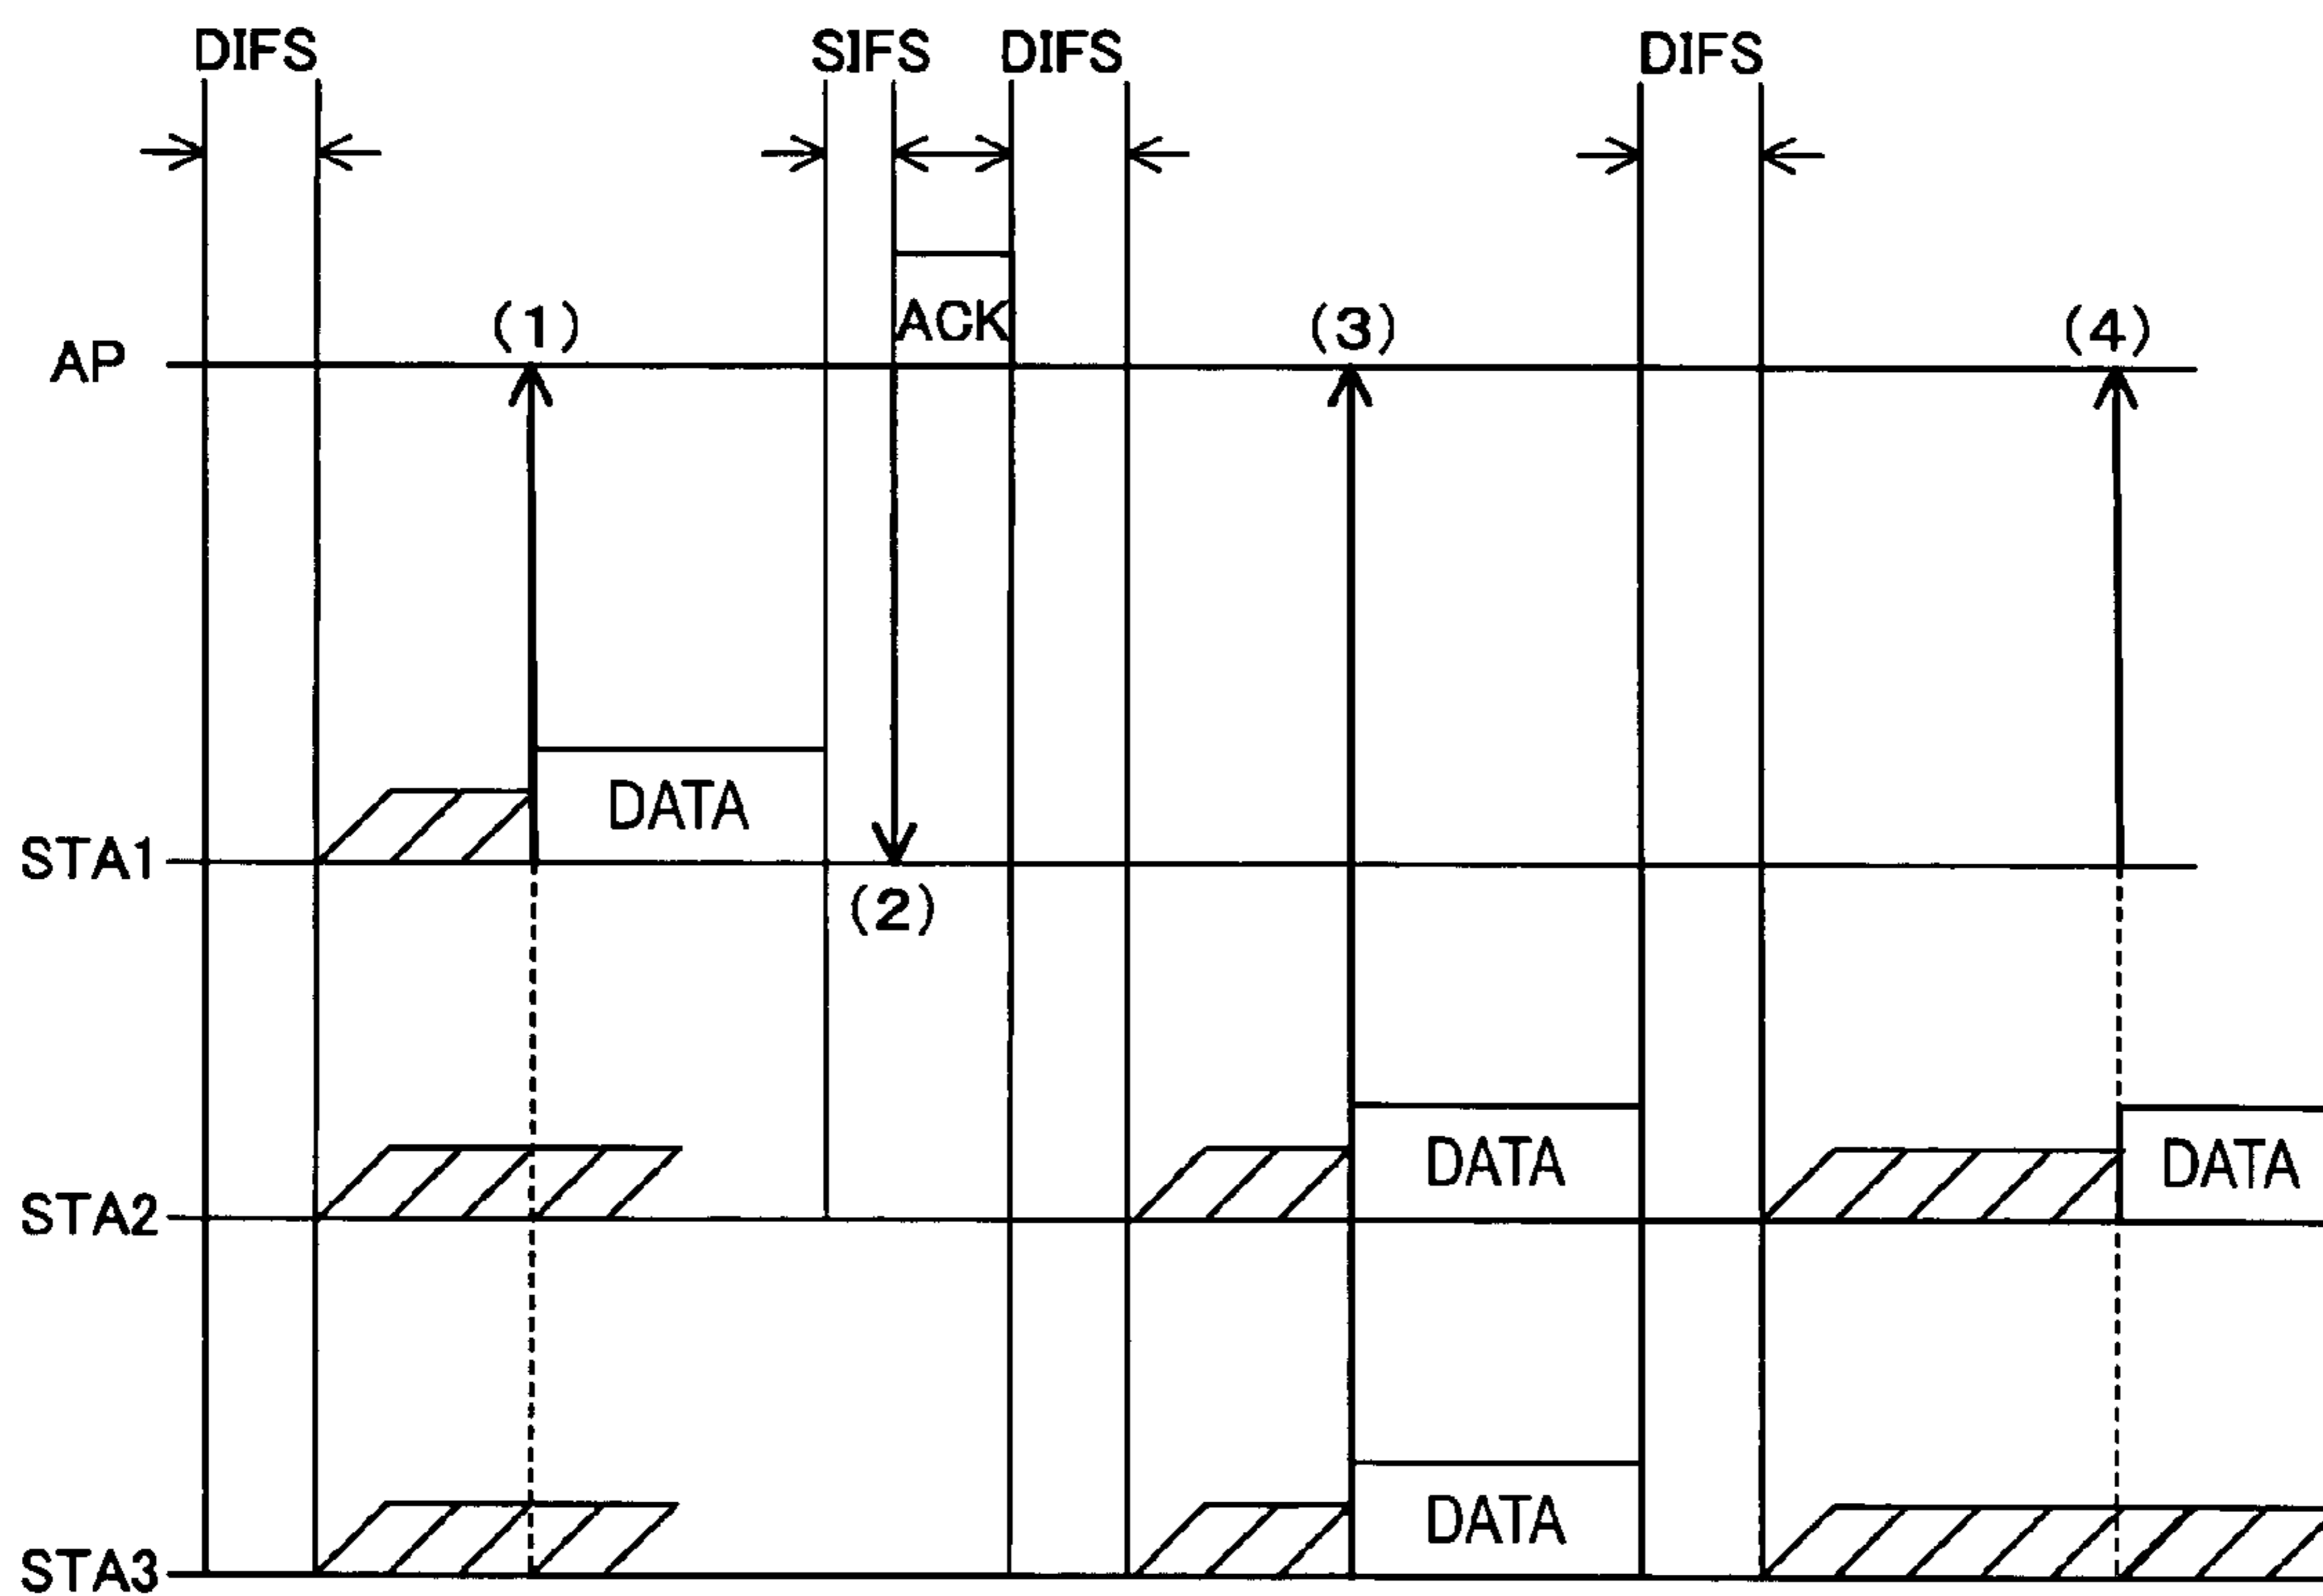 DIFS SIFS DIFS DIFS
ACK
(1) (3) (4)
AP
DATA
STA1
(2)
DATA DATA
STA2
DATA
STA3